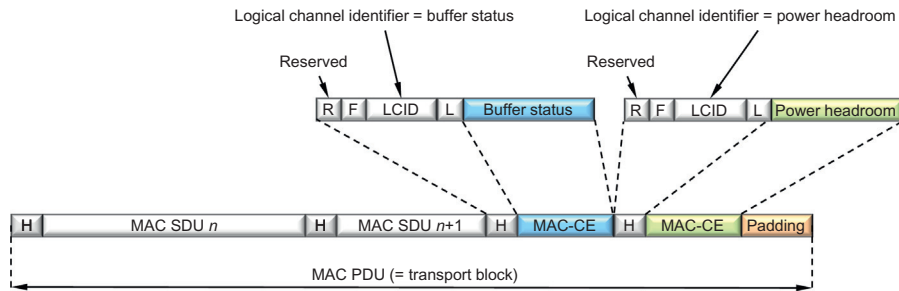 Logical channel identifier = buffer status
Logical channel identifier = power headroom
Reserved
Reserved
R F LCID L Buffer status
R F LCID L Power headroom
H MAC SDU n H MAC SDU n+1 H MAC-CE H MAC-CE Padding
MAC PDU (= transport block)